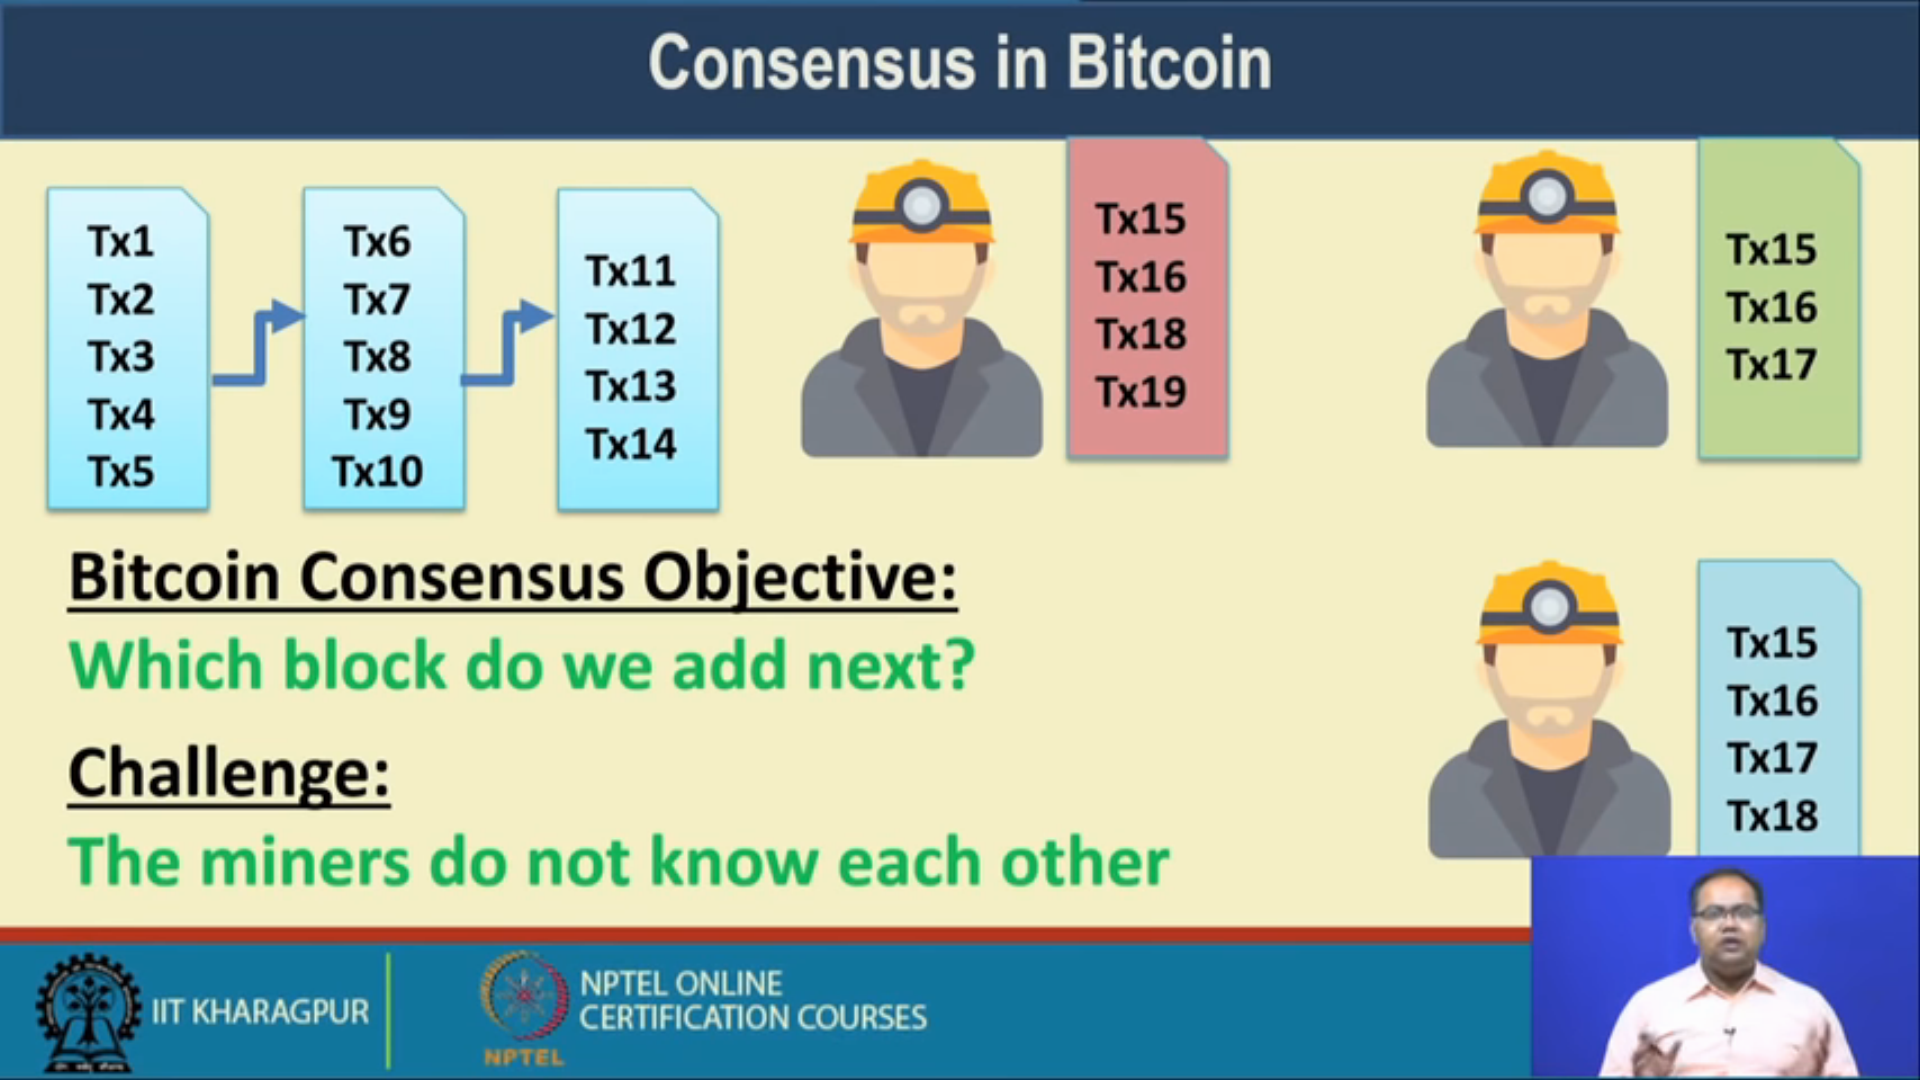 Consensus in Bitcoin
Tx1
Tx2
Tx3
Tx4
Tx5
Tx6
Tx7
Tx8
Tx9
Tx10
Tx11
Tx12
Tx13
Tx14
Tx15
Tx16
Tx18
Tx19
Tx15
Tx16
Tx17
Tx15
Tx16
Tx17
Tx18
Bitcoin Consensus Objective:
Which block do we add next?
Challenge:
The miners do not know each other
IIT KHARAGPUR
NPTEL
NPTEL ONLINE
CERTIFICATION COURSES